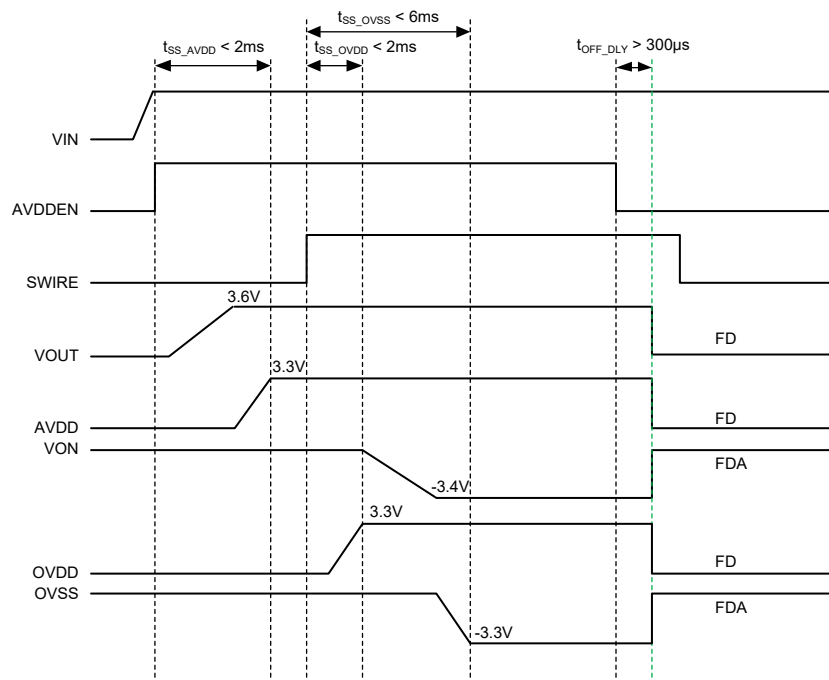 tSS_OVSS < 6ms
tSS_AVDD < 2ms
tSS_OVDD < 2ms
tOFF_DLY > 300µs
VIN
AVDDEN
SWIRE
3.6V
VOUT
FD
3.3V
AVDD
FD
VON
FDA
-3.4V
3.3V
OVDD
FD
OVSS
FDA
-3.3V